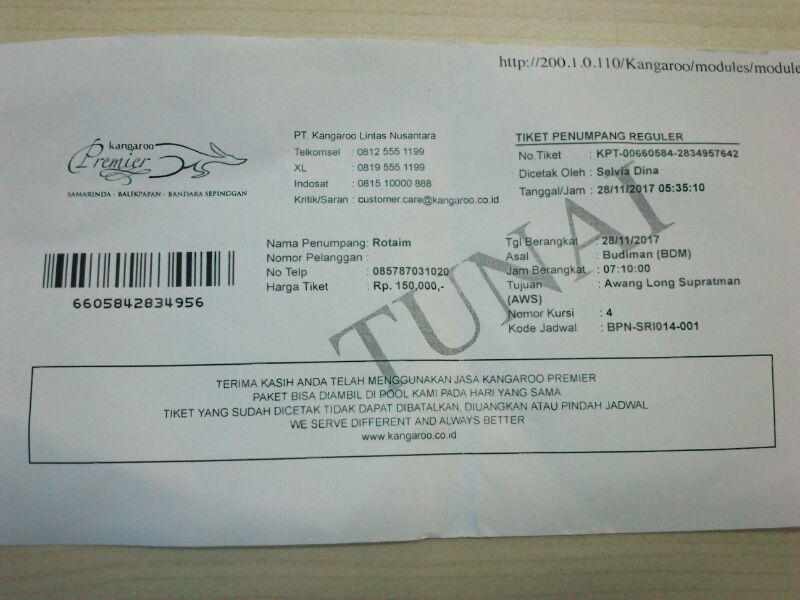 http://200.1.0.110/Kangaroo/modules/module
kangaroo
Premier
SAMARINDA - BALIKPAPAN - BANDARA SEPINGGAN
PT. Kangaroo Lintas Nusantara
Telkomsel : 0812 555 1199
XL : 0819 555 1199
Indosat : 0815 10000 888
Kritik/Saran : customer.care@kangaroo.co.id
TIKET PENUMPANG REGULER
No.Tiket : KPT-00660584-2834957642
Dicetak Oleh : Selvia Dina
Tanggal/Jam : 28/11/2017 05:35:10
6605842834956
Nama Penumpang: Rotaim
Nomor Pelanggan :
No Telp : 085787031020
Harga Tiket : Rp. 150,000,-
Tgl Berangkat : 28/11/2017
Asal : Budiman (BDM)
Jam Berangkat : 07:10:00
Tujuan : Awang Long Supratman
(AWS)
Nomor Kursi : 4
Kode Jadwal : BPN-SRI014-001
TUNAI
TERIMA KASIH ANDA TELAH MENGGUNAKAN JASA KANGAROO PREMIER
PAKET BISA DIAMBIL DI POOL KAMI PADA HARI YANG SAMA
TIKET YANG SUDAH DICETAK TIDAK DAPAT DIBATALKAN, DIUANGKAN ATAU PINDAH JADWAL
WE SERVE DIFFERENT AND ALWAYS BETTER
www.kangaroo.co.id